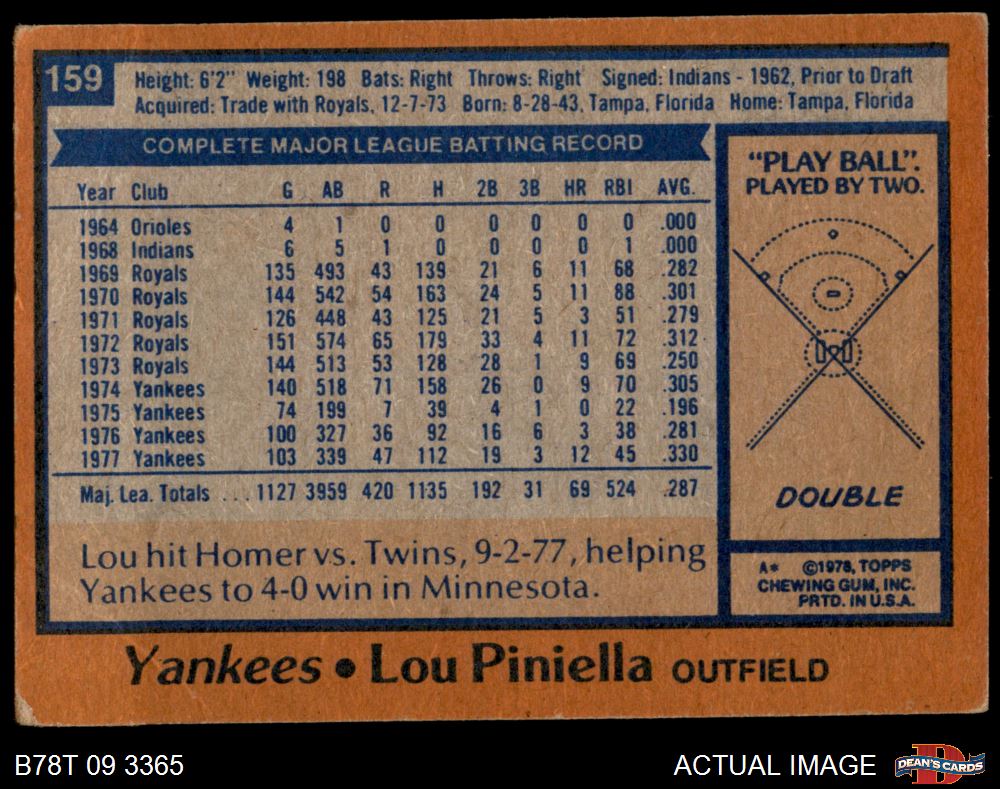 159
Height: 6'2" Weight: 198 Bats: Right Throws: Right Signed: Indians - 1962, Prior to Draft
Acquired: Trade with Royals, 12-7-73 Born: 8-28-43, Tampa, Florida Home: Tampa, Florida
COMPLETE MAJOR LEAGUE BATTING RECORD
Year Club G AB R H 2B 3B HR RBI AVG.
1964 Orioles 4 1 0 0 0 0 0 0 .000
1968 Indians 6 5 1 0 0 0 0 1 .000
1969 Royals 135 493 43 139 21 6 11 68 .282
1970 Royals 144 542 54 163 24 5 11 88 .301
1971 Royals 126 448 43 125 21 5 3 51 .279
1972 Royals 151 574 65 179 33 4 11 72 .312
1973 Royals 144 513 53 128 28 1 9 69 .250
1974 Yankees 140 518 71 158 26 0 9 70 .305
1975 Yankees 74 199 7 39 4 1 0 22 .196
1976 Yankees 100 327 36 92 16 6 3 38 .281
1977 Yankees 103 339 47 112 19 3 12 45 .330
Maj. Lea. Totals ... 1127 3959 420 1135 192 31 69 524 .287
Lou hit Homer vs. Twins, 9-2-77, helping
Yankees to 4-0 win in Minnesota.
"PLAY BALL".
PLAYED BY TWO.
DOUBLE
A* ©1978, TOPPS
CHEWING GUM, INC.
PRTD. IN U.S.A.
Yankees • Lou Piniella OUTFIELD
B78T 09 3365
ACTUAL IMAGE
D
DEAN'S CARDS